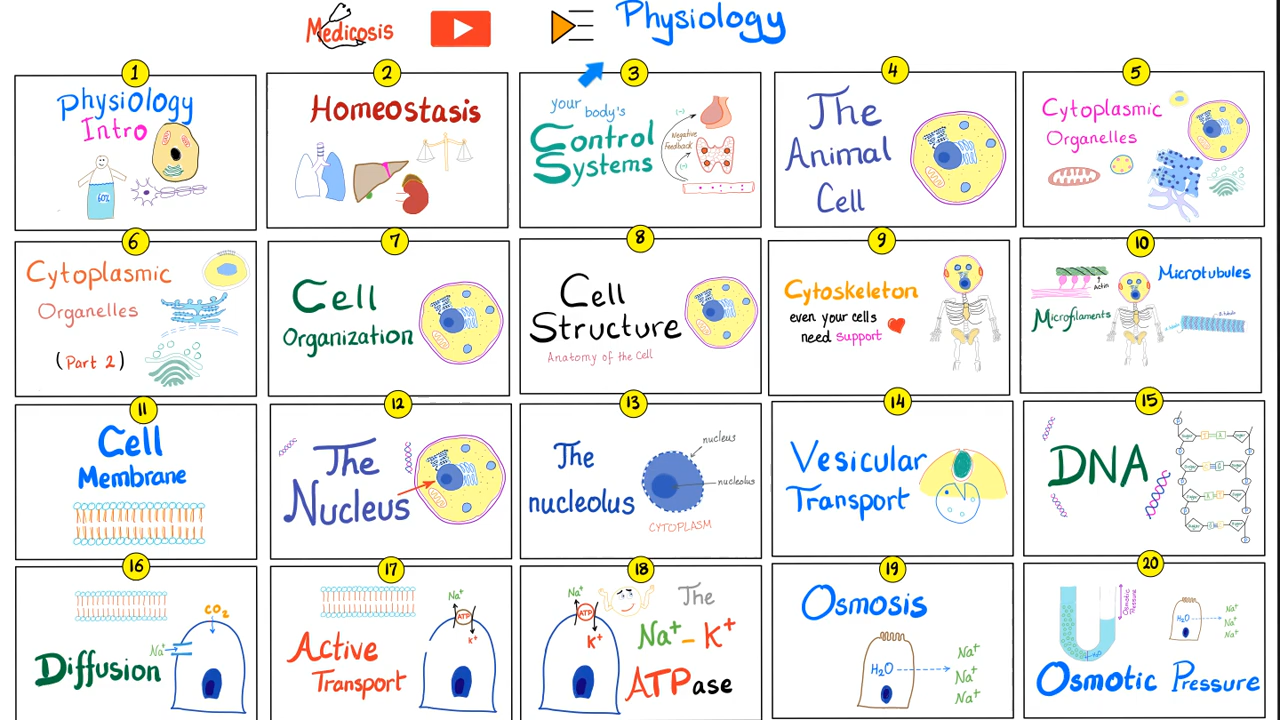 Medicosis
Physiology
1
Physiology
Intro
60%
2
Homeostasis
3
your body's
Control
Systems
Negative
Feedback
(-)
(-)
4
The
Animal
Cell
5
Cytoplasmic
Organelles
6
Cytoplasmic
Organelles
(Part 2)
7
Cell
Organization
8
Cell
Structure
Anatomy of the Cell
9
Cytoskeleton
even your cells
need support
10
Microtubules
Actin
Microfilaments
11
Cell
Membrane
12
The
Nucleus
13
The
nucleolus
nucleus
nucleolus
CYTOPLASM
14
Vesicular
Transport
15
DNA
16
CO₂
Na⁺
Diffusion
17
Na⁺
ATP
K⁺
Active
Transport
18
Na⁺
ATP
K⁺
The
Na⁺-K⁺
ATPase
19
Osmosis
H₂O
Na⁺
Na⁺
Na⁺
20
Osmotic
Pressure
H₂O
H₂O
Na⁺
Na⁺
Na⁺
Osmotic Pressure